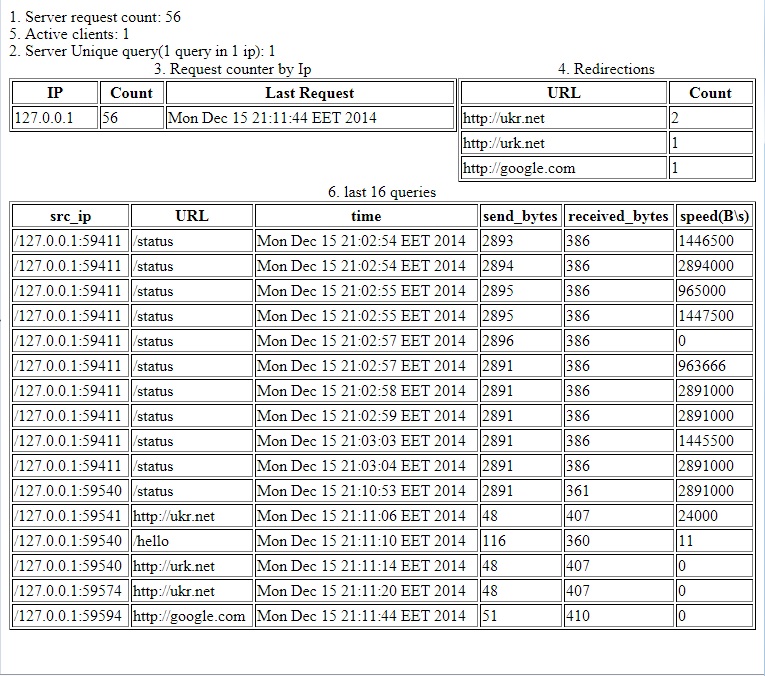 1. Server request count: 56
5. Active clients: 1
2. Server Unique query(1 query in 1 ip): 1
3. Request counter by Ip
IP Count Last Request
127.0.0.1 56 Mon Dec 15 21:11:44 EET 2014
4. Redirections
URL Count
http://ukr.net 2
http://urk.net 1
http://google.com 1
6. last 16 queries
src_ip URL time send_bytes received_bytes speed(B\s)
/127.0.0.1:59411 /status Mon Dec 15 21:02:54 EET 2014 2893 386 1446500
/127.0.0.1:59411 /status Mon Dec 15 21:02:54 EET 2014 2894 386 2894000
/127.0.0.1:59411 /status Mon Dec 15 21:02:55 EET 2014 2895 386 965000
/127.0.0.1:59411 /status Mon Dec 15 21:02:55 EET 2014 2895 386 1447500
/127.0.0.1:59411 /status Mon Dec 15 21:02:57 EET 2014 2896 386 0
/127.0.0.1:59411 /status Mon Dec 15 21:02:57 EET 2014 2891 386 963666
/127.0.0.1:59411 /status Mon Dec 15 21:02:58 EET 2014 2891 386 2891000
/127.0.0.1:59411 /status Mon Dec 15 21:02:59 EET 2014 2891 386 2891000
/127.0.0.1:59411 /status Mon Dec 15 21:03:03 EET 2014 2891 386 1445500
/127.0.0.1:59411 /status Mon Dec 15 21:03:04 EET 2014 2891 386 2891000
/127.0.0.1:59540 /status Mon Dec 15 21:10:53 EET 2014 2891 361 2891000
/127.0.0.1:59541 http://ukr.net Mon Dec 15 21:11:06 EET 2014 48 407 24000
/127.0.0.1:59540 /hello Mon Dec 15 21:11:10 EET 2014 116 360 11
/127.0.0.1:59540 http://urk.net Mon Dec 15 21:11:14 EET 2014 48 407 0
/127.0.0.1:59574 http://ukr.net Mon Dec 15 21:11:20 EET 2014 48 407 0
/127.0.0.1:59594 http://google.com Mon Dec 15 21:11:44 EET 2014 51 410 0